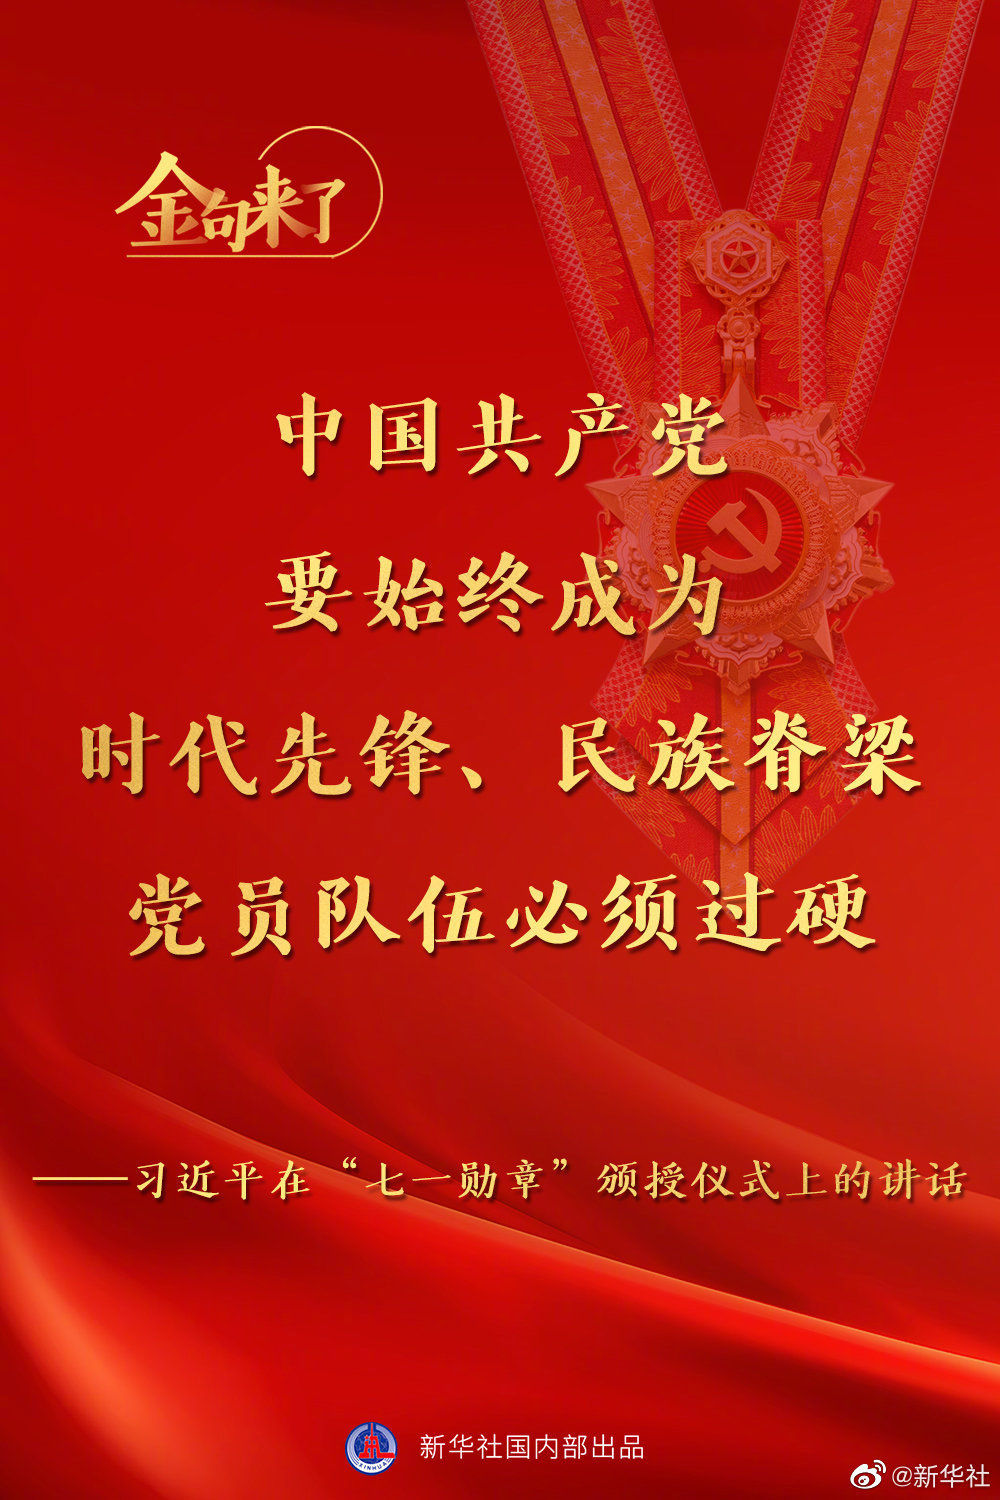 金句来了
中国共产党
要始终成为
时代先锋、民族脊梁
党员队伍必须过硬
——习近平在“七一勋章”颁授仪式上的讲话
XINHUA
新华社国内部出品
@新华社